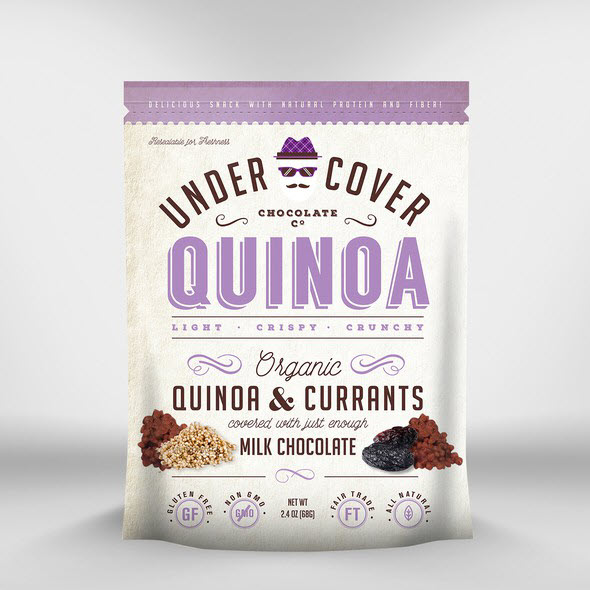 DELICIOUS SNACK WITH NATURAL PROTEIN AND FIBER!
Resealable for Freshness
UNDER COVER
CHOCOLATE
Cº
QUINOA
LIGHT · CRISPY · CRUNCHY
Organic
QUINOA & CURRANTS
covered with just enough
MILK CHOCOLATE
GLUTEN FREE
GF
NON GMO
GMO
NET WT
2.4 OZ (68G)
FAIR TRADE
FT
ALL NATURAL